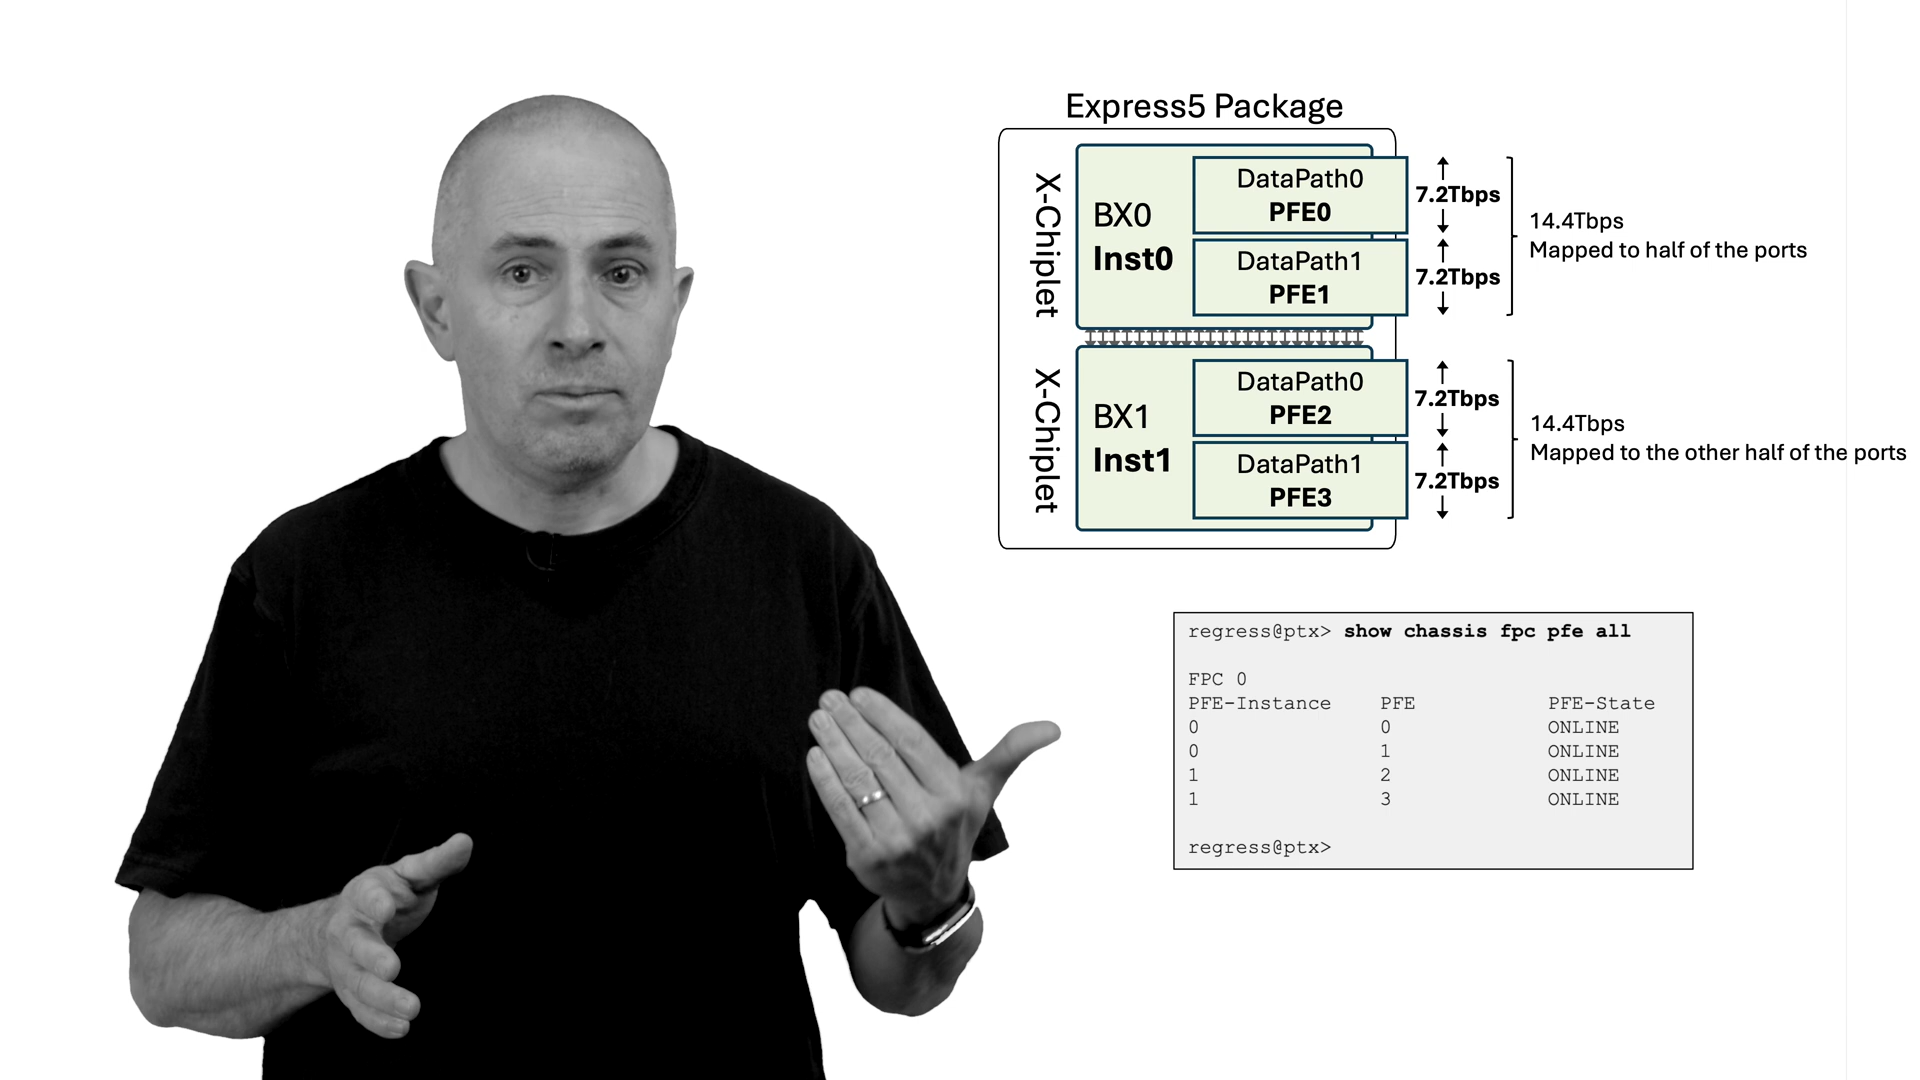 Express5 Package
X-Chiplet
BX0
Inst0
DataPath0
PFE0
DataPath1
PFE1
7.2Tbps
7.2Tbps
14.4Tbps
Mapped to half of the ports
X-Chiplet
BX1
Inst1
DataPath0
PFE2
DataPath1
PFE3
7.2Tbps
7.2Tbps
14.4Tbps
Mapped to the other half of the ports
regress@ptx> show chassis fpc pfe all
FPC 0
PFE-Instance PFE PFE-State
0 0 ONLINE
0 1 ONLINE
1 2 ONLINE
1 3 ONLINE
regress@ptx>